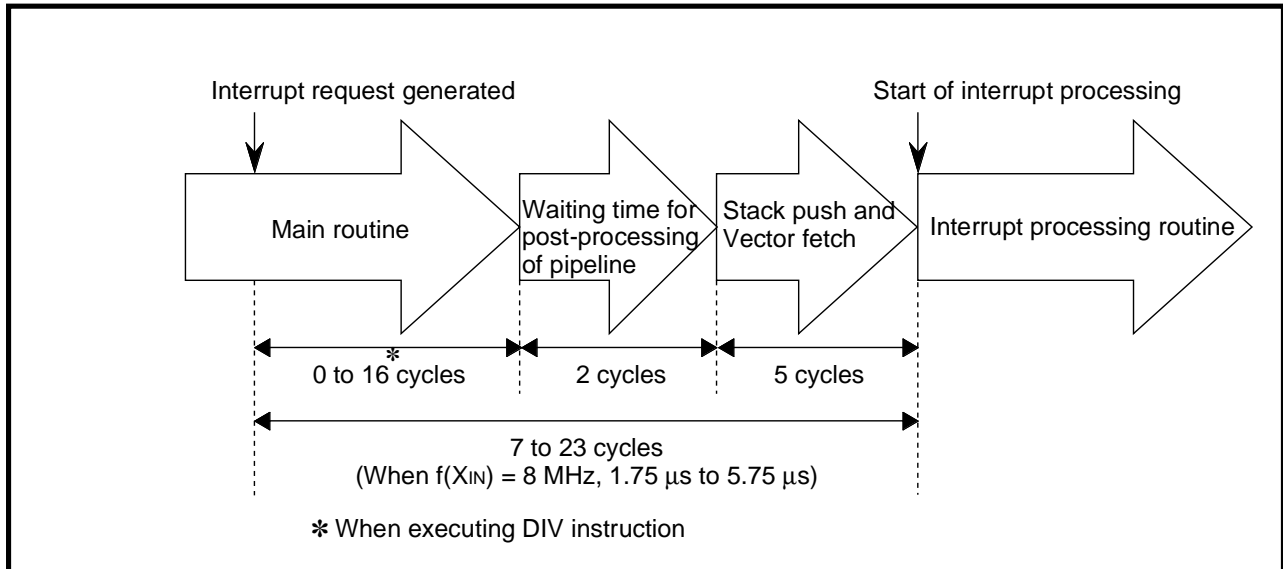 Interrupt request generated
Start of interrupt processing
Main routine
Waiting time for
post-processing
of pipeline
Stack push and
Vector fetch
Interrupt processing routine
✻
0 to 16 cycles
2 cycles
5 cycles
7 to 23 cycles
(When f(XIN) = 8 MHz, 1.75 μs to 5.75 μs)
✻ When executing DIV instruction